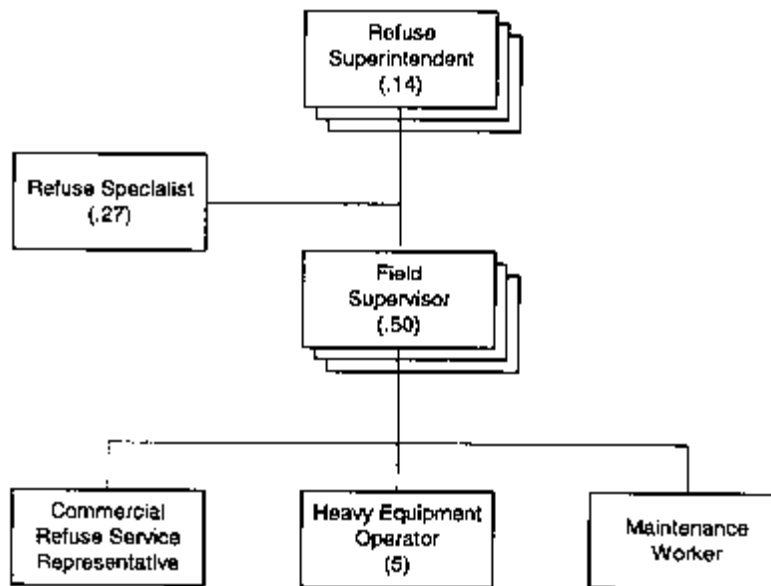 Refuse
Superintendent
(.14)
Refuse Specialist
(.27)
Field
Supervisor
(.50)
Commercial
Refuse Service
Representative
Heavy Equipment
Operator
(5)
Maintenance
Worker